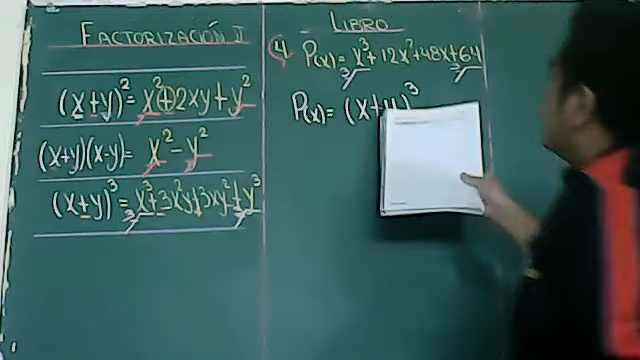 FACTORIZACIÓN II
(x+y)² = x²+2xy+y²
(x+y)(x-y)= x²-y²
(x+y)³ = x³+3x²y+3xy²+y³
LIBRO
4 P(x)= x³+12x²+48x+64
P(x)= (x+y)³